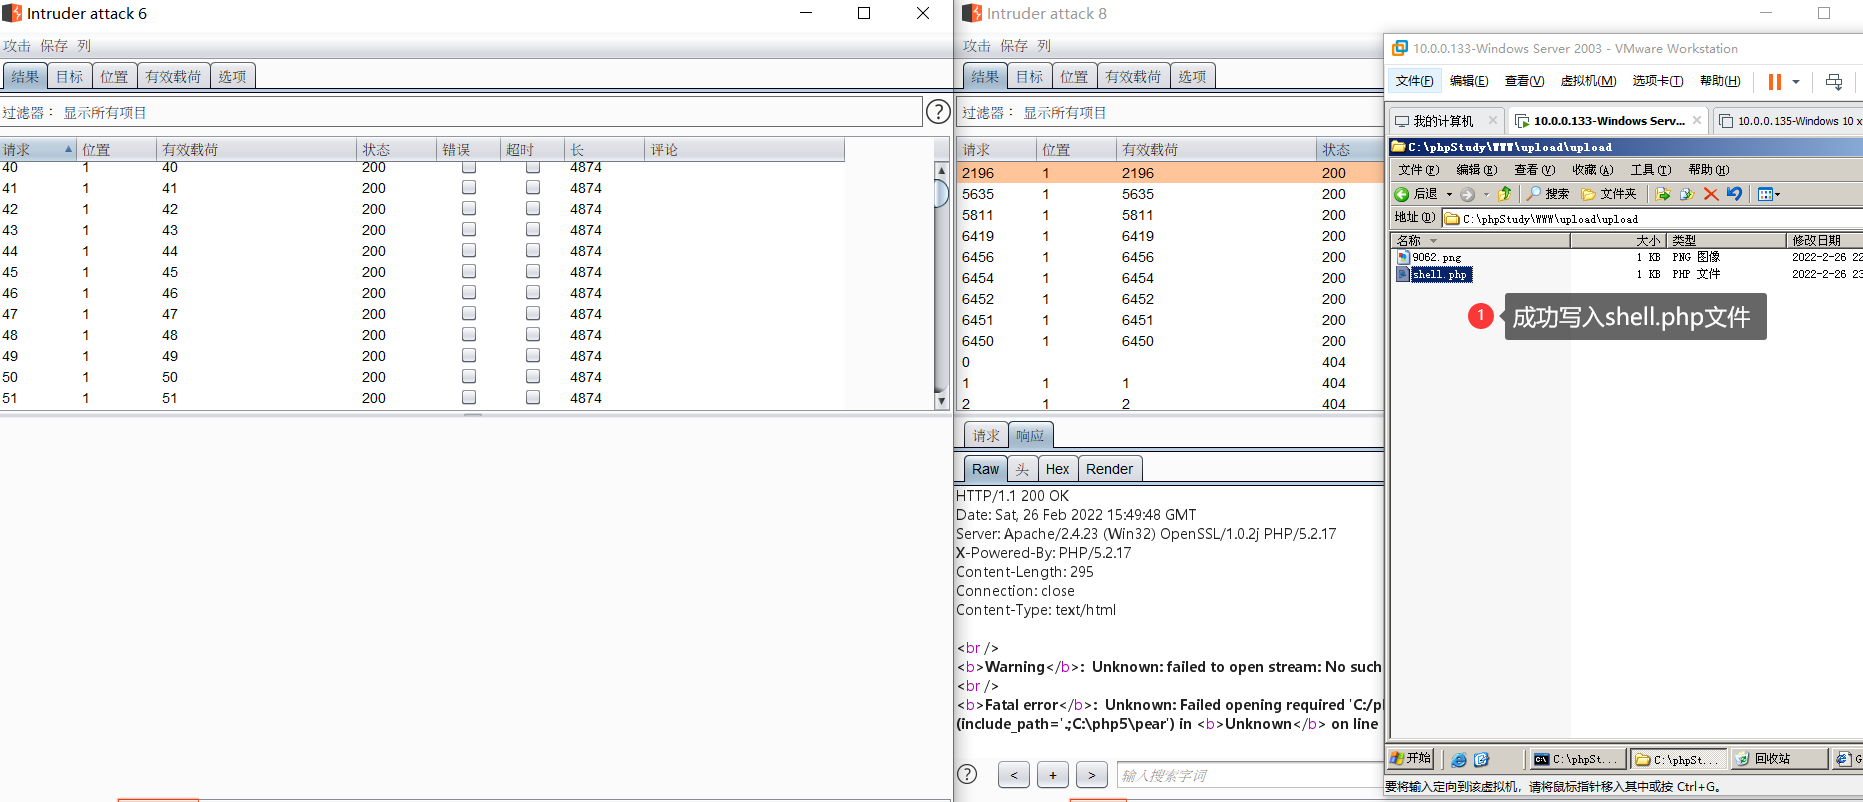 Intruder attack 6
攻击 保存 列
结果 目标 位置 有效载荷 选项
过滤器： 显示所有项目
?
请求 位置 有效载荷 状态 错误 超时 长 评论
40 1 40 200 4874
41 1 41 200 4874
42 1 42 200 4874
43 1 43 200 4874
44 1 44 200 4874
45 1 45 200 4874
46 1 46 200 4874
47 1 47 200 4874
48 1 48 200 4874
49 1 49 200 4874
50 1 50 200 4874
51 1 51 200 4874
Intruder attack 8
攻击 保存 列
结果 目标 位置 有效载荷 选项
过滤器： 显示所有项目
请求 位置 有效载荷 状态
2196 1 2196 200
5635 1 5635 200
5811 1 5811 200
6419 1 6419 200
6456 1 6456 200
6454 1 6454 200
6452 1 6452 200
6451 1 6451 200
6450 1 6450 200
0 404
1 1 1 404
2 1 2 404
请求 响应
Raw 头 Hex Render
HTTP/1.1 200 OK
Date: Sat, 26 Feb 2022 15:49:48 GMT
Server: Apache/2.4.23 (Win32) OpenSSL/1.0.2j PHP/5.2.17
X-Powered-By: PHP/5.2.17
Content-Length: 295
Connection: close
Content-Type: text/html
<br />
<b>Warning</b>:  Unknown: failed to open stream: No such
<br />
<b>Fatal error</b>:  Unknown: Failed opening required 'C:/p
(include_path='.;C:\php5\pear') in <b>Unknown</b> on line
? < + > 输入搜索字词
10.0.0.133-Windows Server 2003 - VMware Workstation
文件(F) 编辑(E) 查看(V) 虚拟机(M) 选项卡(T) 帮助(H)
我的计算机 10.0.0.133-Windows Serv... 10.0.0.135-Windows 10 x
C:\phpStudy\WWW\upload\upload
文件(F) 编辑(E) 查看(V) 收藏(A) 工具(T) 帮助(H)
后退 搜索 文件夹
地址(D) C:\phpStudy\WWW\upload\upload
名称 大小 类型 修改日期
9062.png 1 KB PNG 图像 2022-2-26 22
shell.php 1 KB PHP 文件 2022-2-26 23
1 成功写入shell.php文件
开始 C:\phpSt... C:\phpSt... 回收站 G
要将输入定向到该虚拟机，请将鼠标指针移入其中或按 Ctrl+G。